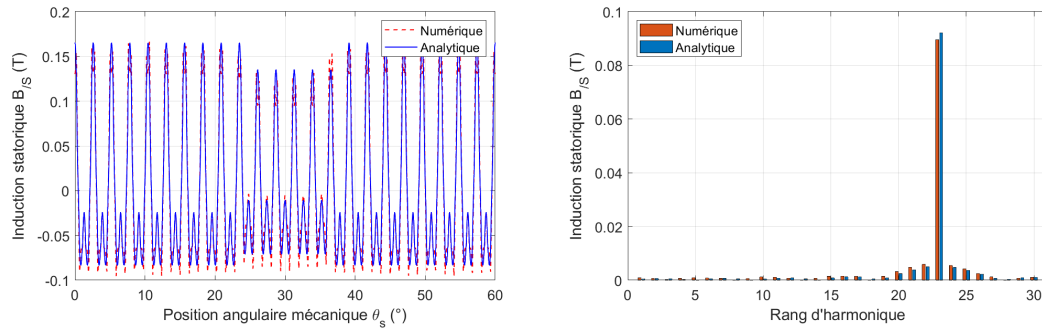 0.2
0.15
0.1
0.05
0
-0.05
-0.1
0 10 20 30 40 50 60
Induction statorique B/S (T)
Position angulaire mécanique θs (°)
Numérique
Analytique
0.1
0.08
0.06
0.04
0.02
0
0 5 10 15 20 25 30
Induction statorique B/S (T)
Rang d'harmonique
Numérique
Analytique